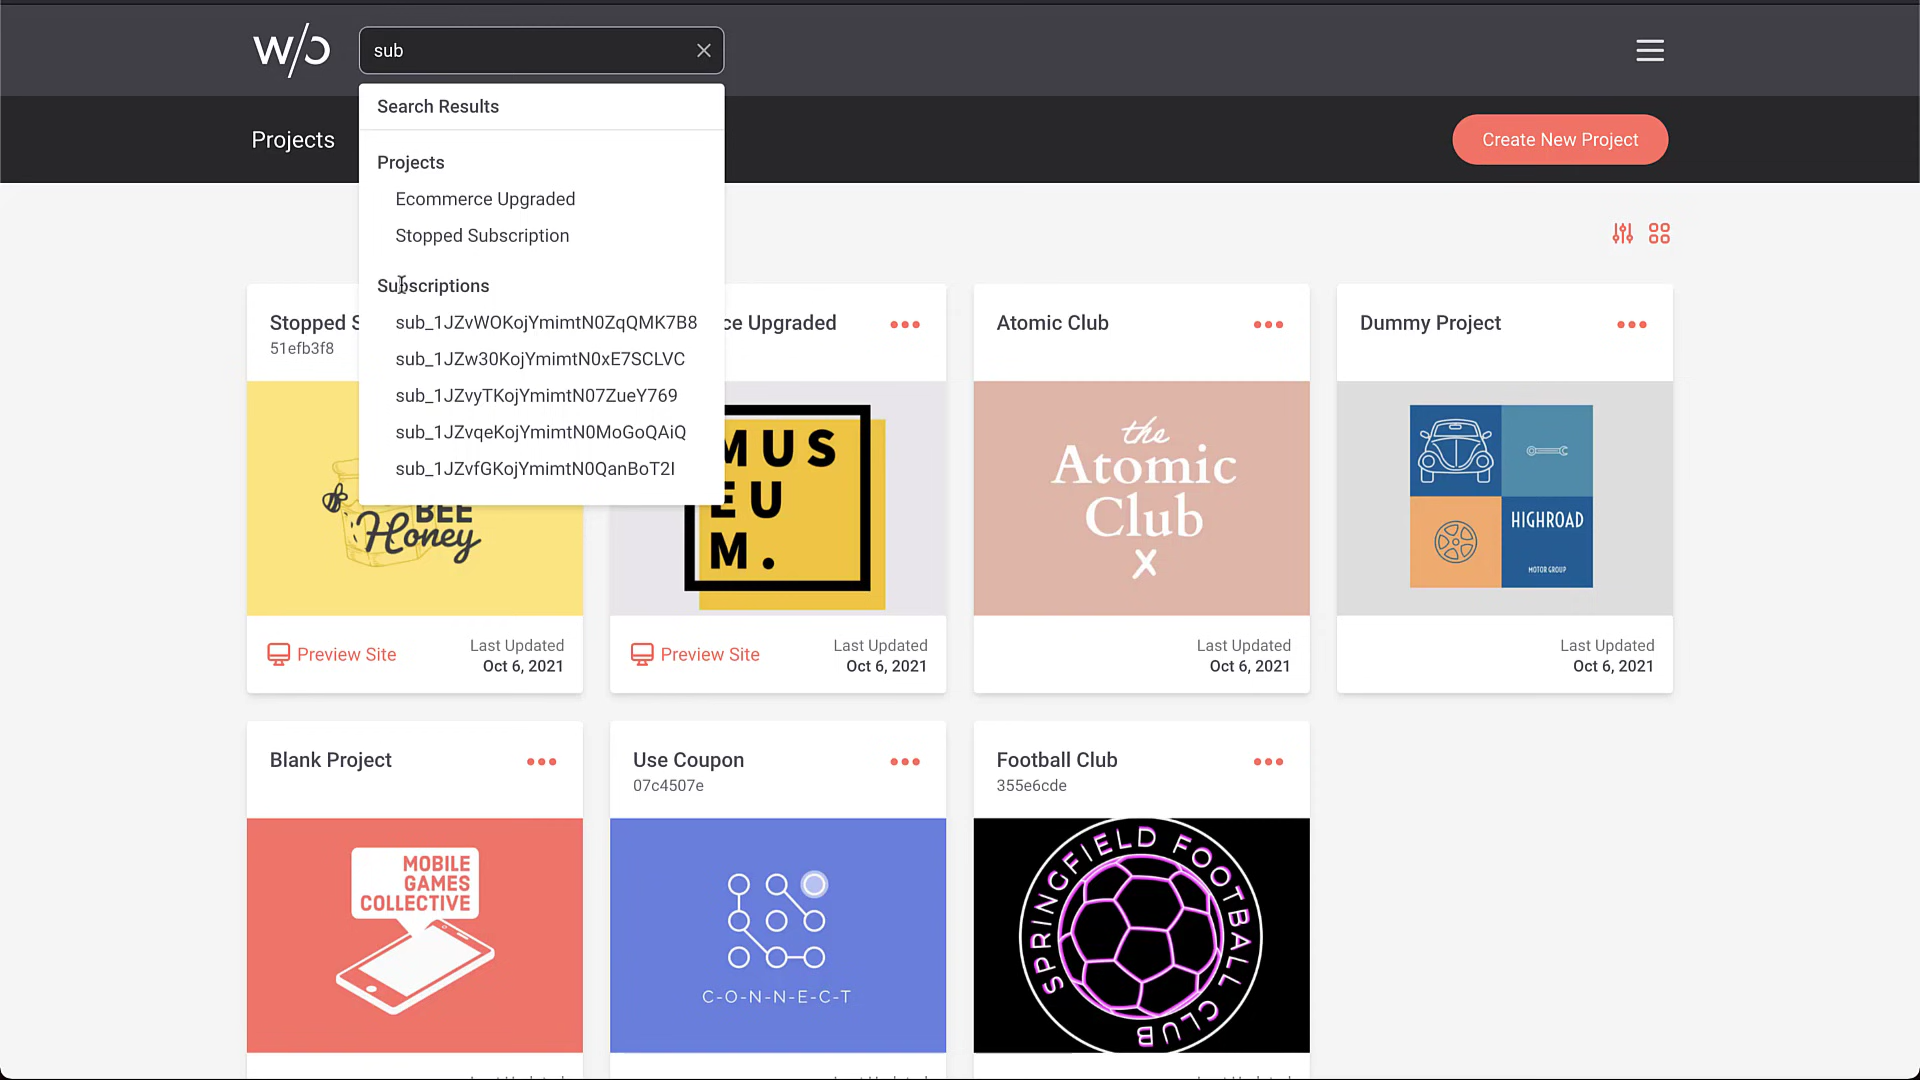 W/O
sub
Search Results
Projects
Create New Project
Projects
Ecommerce Upgraded
Stopped Subscription
Subscriptions
sub_1JZvWOKojYmimtN0ZqQMK7B8
sub_1JZw30KojYmimtN0xE7SCLVC
sub_1JZvyTKojYmimtN07ZueY769
sub_1JZvqeKojYmimtN0MoGoQAiQ
sub_1JZvfGKojYmimtN0QanBoT2I
Stopped S
51efb3f8
ce Upgraded
Atomic Club
Dummy Project
BEE
Honey
MUS
EU
M.
the
Atomic
Club
X
HIGHROAD
MOTOR GROUP
Preview Site
Last Updated
Oct 6, 2021
Preview Site
Last Updated
Oct 6, 2021
Last Updated
Oct 6, 2021
Last Updated
Oct 6, 2021
Blank Project
Use Coupon
07c4507e
Football Club
355e6cde
MOBILE
GAMES
COLLECTIVE
C-O-N-N-E-C-T
SPRINGFIELD FOOTBALL CLUB